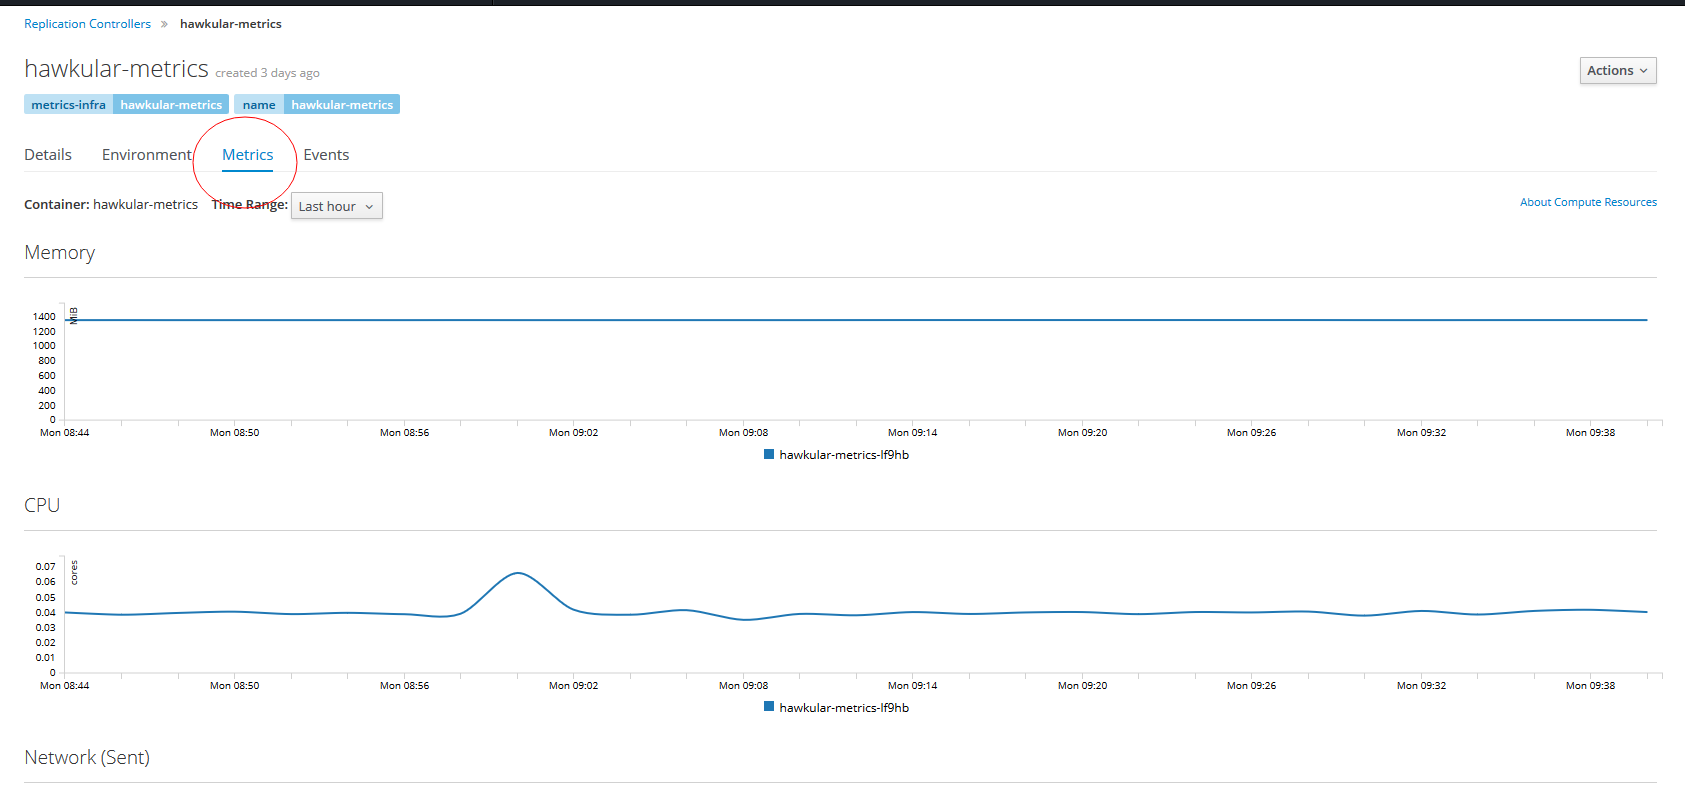 Replication Controllers » hawkular-metrics
hawkular-metrics created 3 days ago
Actions
metrics-infra hawkular-metrics name hawkular-metrics
Details Environment Metrics Events
Container: hawkular-metrics Time Range: Last hour
About Compute Resources
Memory
MiB
1400
1200
1000
800
600
400
200
0
Mon 08:44 Mon 08:50 Mon 08:56 Mon 09:02 Mon 09:08 Mon 09:14 Mon 09:20 Mon 09:26 Mon 09:32 Mon 09:38
hawkular-metrics-lf9hb
CPU
cores
0.07
0.06
0.05
0.04
0.03
0.02
0.01
0
Mon 08:44 Mon 08:50 Mon 08:56 Mon 09:02 Mon 09:08 Mon 09:14 Mon 09:20 Mon 09:26 Mon 09:32 Mon 09:38
hawkular-metrics-lf9hb
Network (Sent)